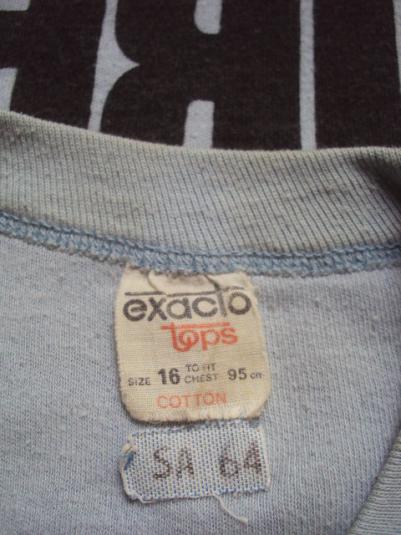 exacto
tops
SIZE 16 TO FIT CHEST 95 cm
COTTON
SA 64